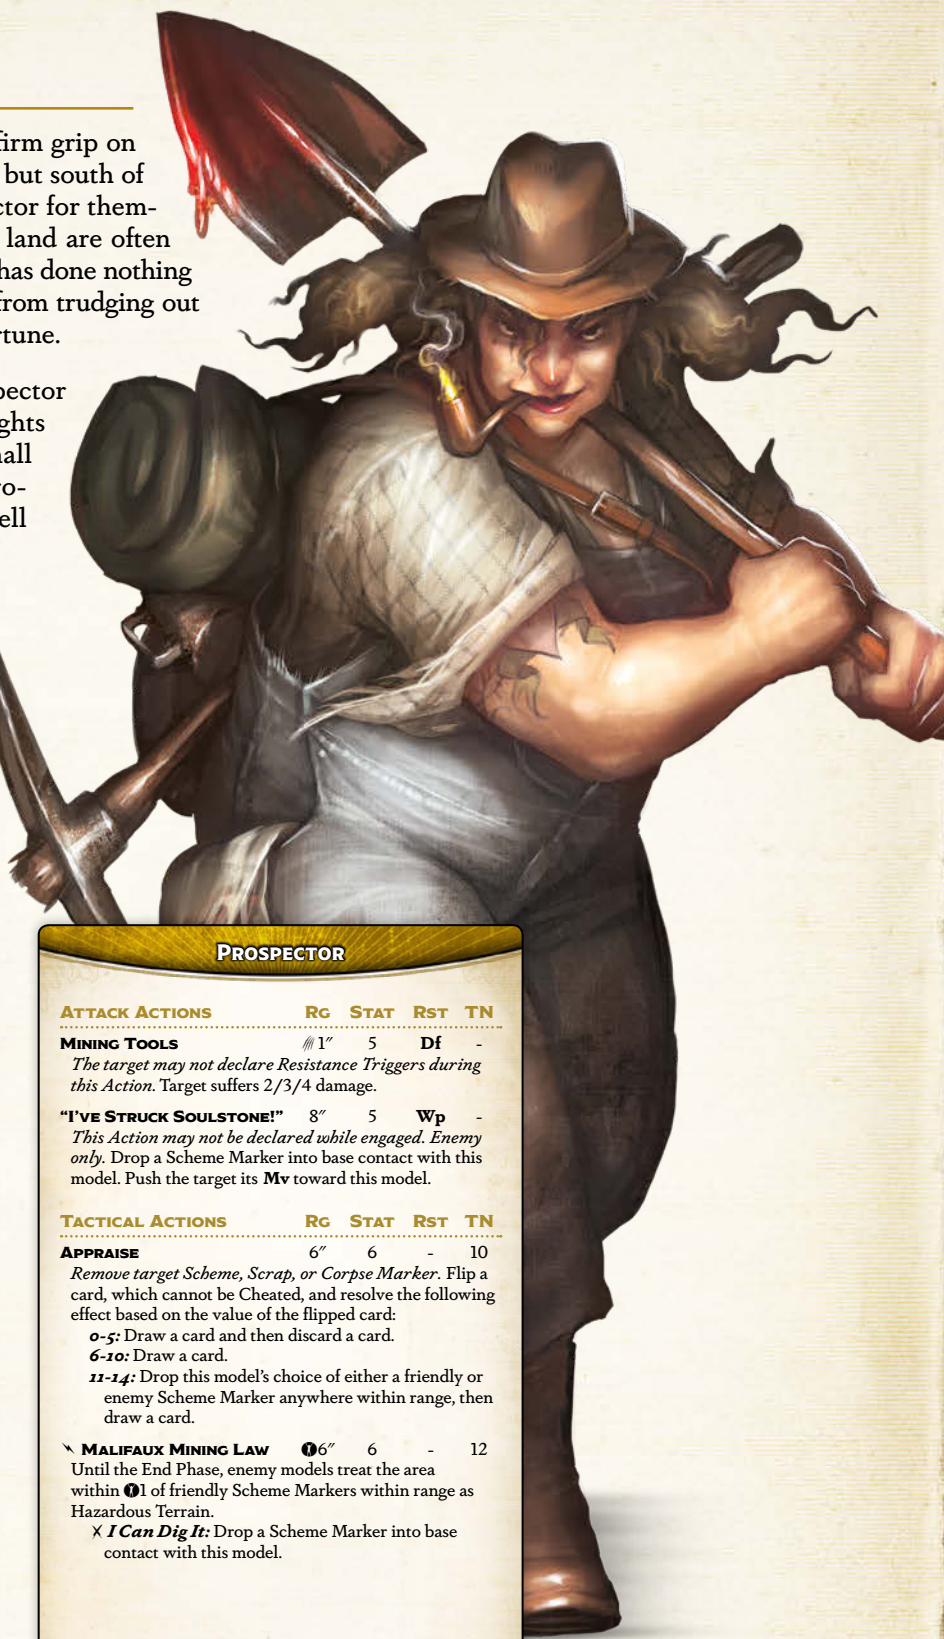 firm grip on
but south of
ctor for them-
land are often
has done nothing
from trudging out
rtune.
pector
ghts
nall
ro-
ell
PROSPECTOR
ATTACK ACTIONS RG STAT RST TN
MINING TOOLS 1″ 5 Df -
The target may not declare Resistance Triggers during
this Action. Target suffers 2/3/4 damage.
“I’VE STRUCK SOULSTONE!” 8″ 5 Wp -
This Action may not be declared while engaged. Enemy
only. Drop a Scheme Marker into base contact with this
model. Push the target its Mv toward this model.
TACTICAL ACTIONS RG STAT RST TN
APPRAISE 6″ 6 - 10
Remove target Scheme, Scrap, or Corpse Marker. Flip a
card, which cannot be Cheated, and resolve the following
effect based on the value of the flipped card:
0-5: Draw a card and then discard a card.
6-10: Draw a card.
11-14: Drop this model’s choice of either a friendly or
enemy Scheme Marker anywhere within range, then
draw a card.
MALIFAUX MINING LAW 6″ 6 - 12
Until the End Phase, enemy models treat the area
within 1 of friendly Scheme Markers within range as
Hazardous Terrain.
I Can Dig It: Drop a Scheme Marker into base
contact with this model.